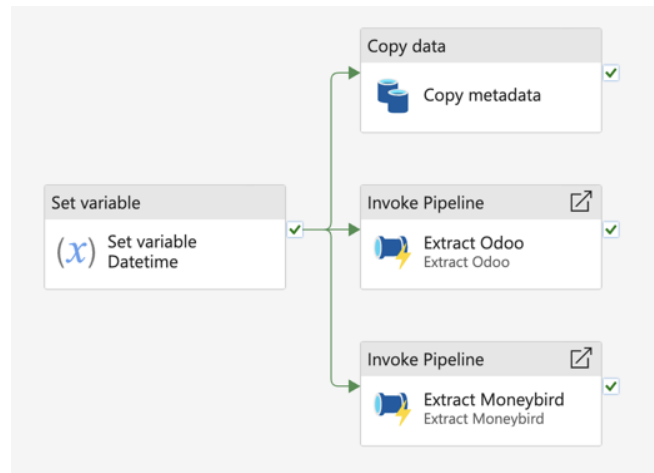 Copy data
Copy metadata
Set variable
(x) Set variable
Datetime
Invoke Pipeline
Extract Odoo
Extract Odoo
Invoke Pipeline
Extract Moneybird
Extract Moneybird